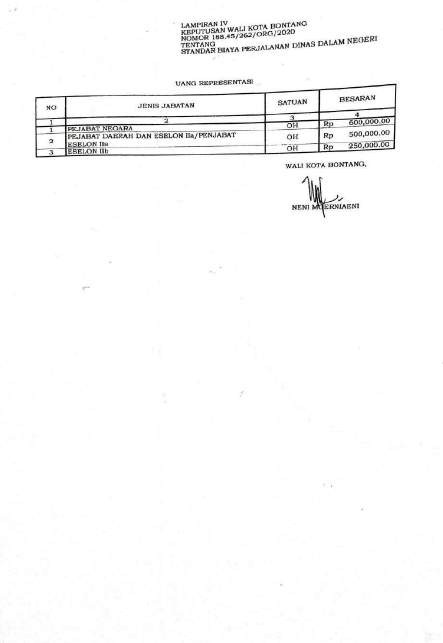 LAMPIRAN IV
KEPUTUSAN WALI KOTA BONTANG
NOMOR 188.45/262/ORG/2020
TENTANG
STANDAR BIAYA PERJALANAN DINAS DALAM NEGERI
UANG REPRESENTASI
NO JENIS JABATAN SATUAN BESARAN
1 2 3 4
1 PEJABAT NEGARA OH Rp 600,000.00
2 PEJABAT DAERAH DAN ESELON IIa/PENJABAT ESELON IIa OH Rp 500,000.00
3 ESELON IIb OH Rp 250,000.00
WALI KOTA BONTANG,
NENI MOERNIAENI